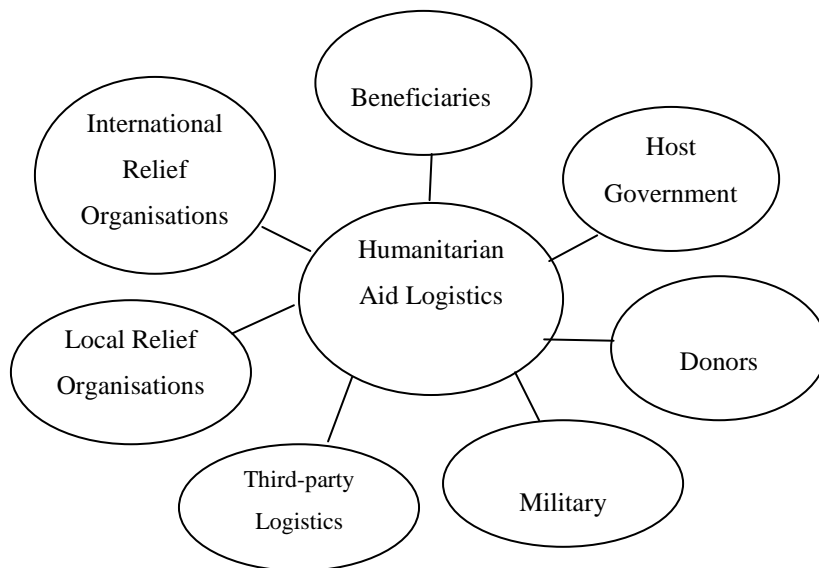 Beneficiaries
International
Relief
Organisations
Host
Government
Humanitarian
Aid Logistics
Local Relief
Organisations
Donors
Third-party
Logistics
Military